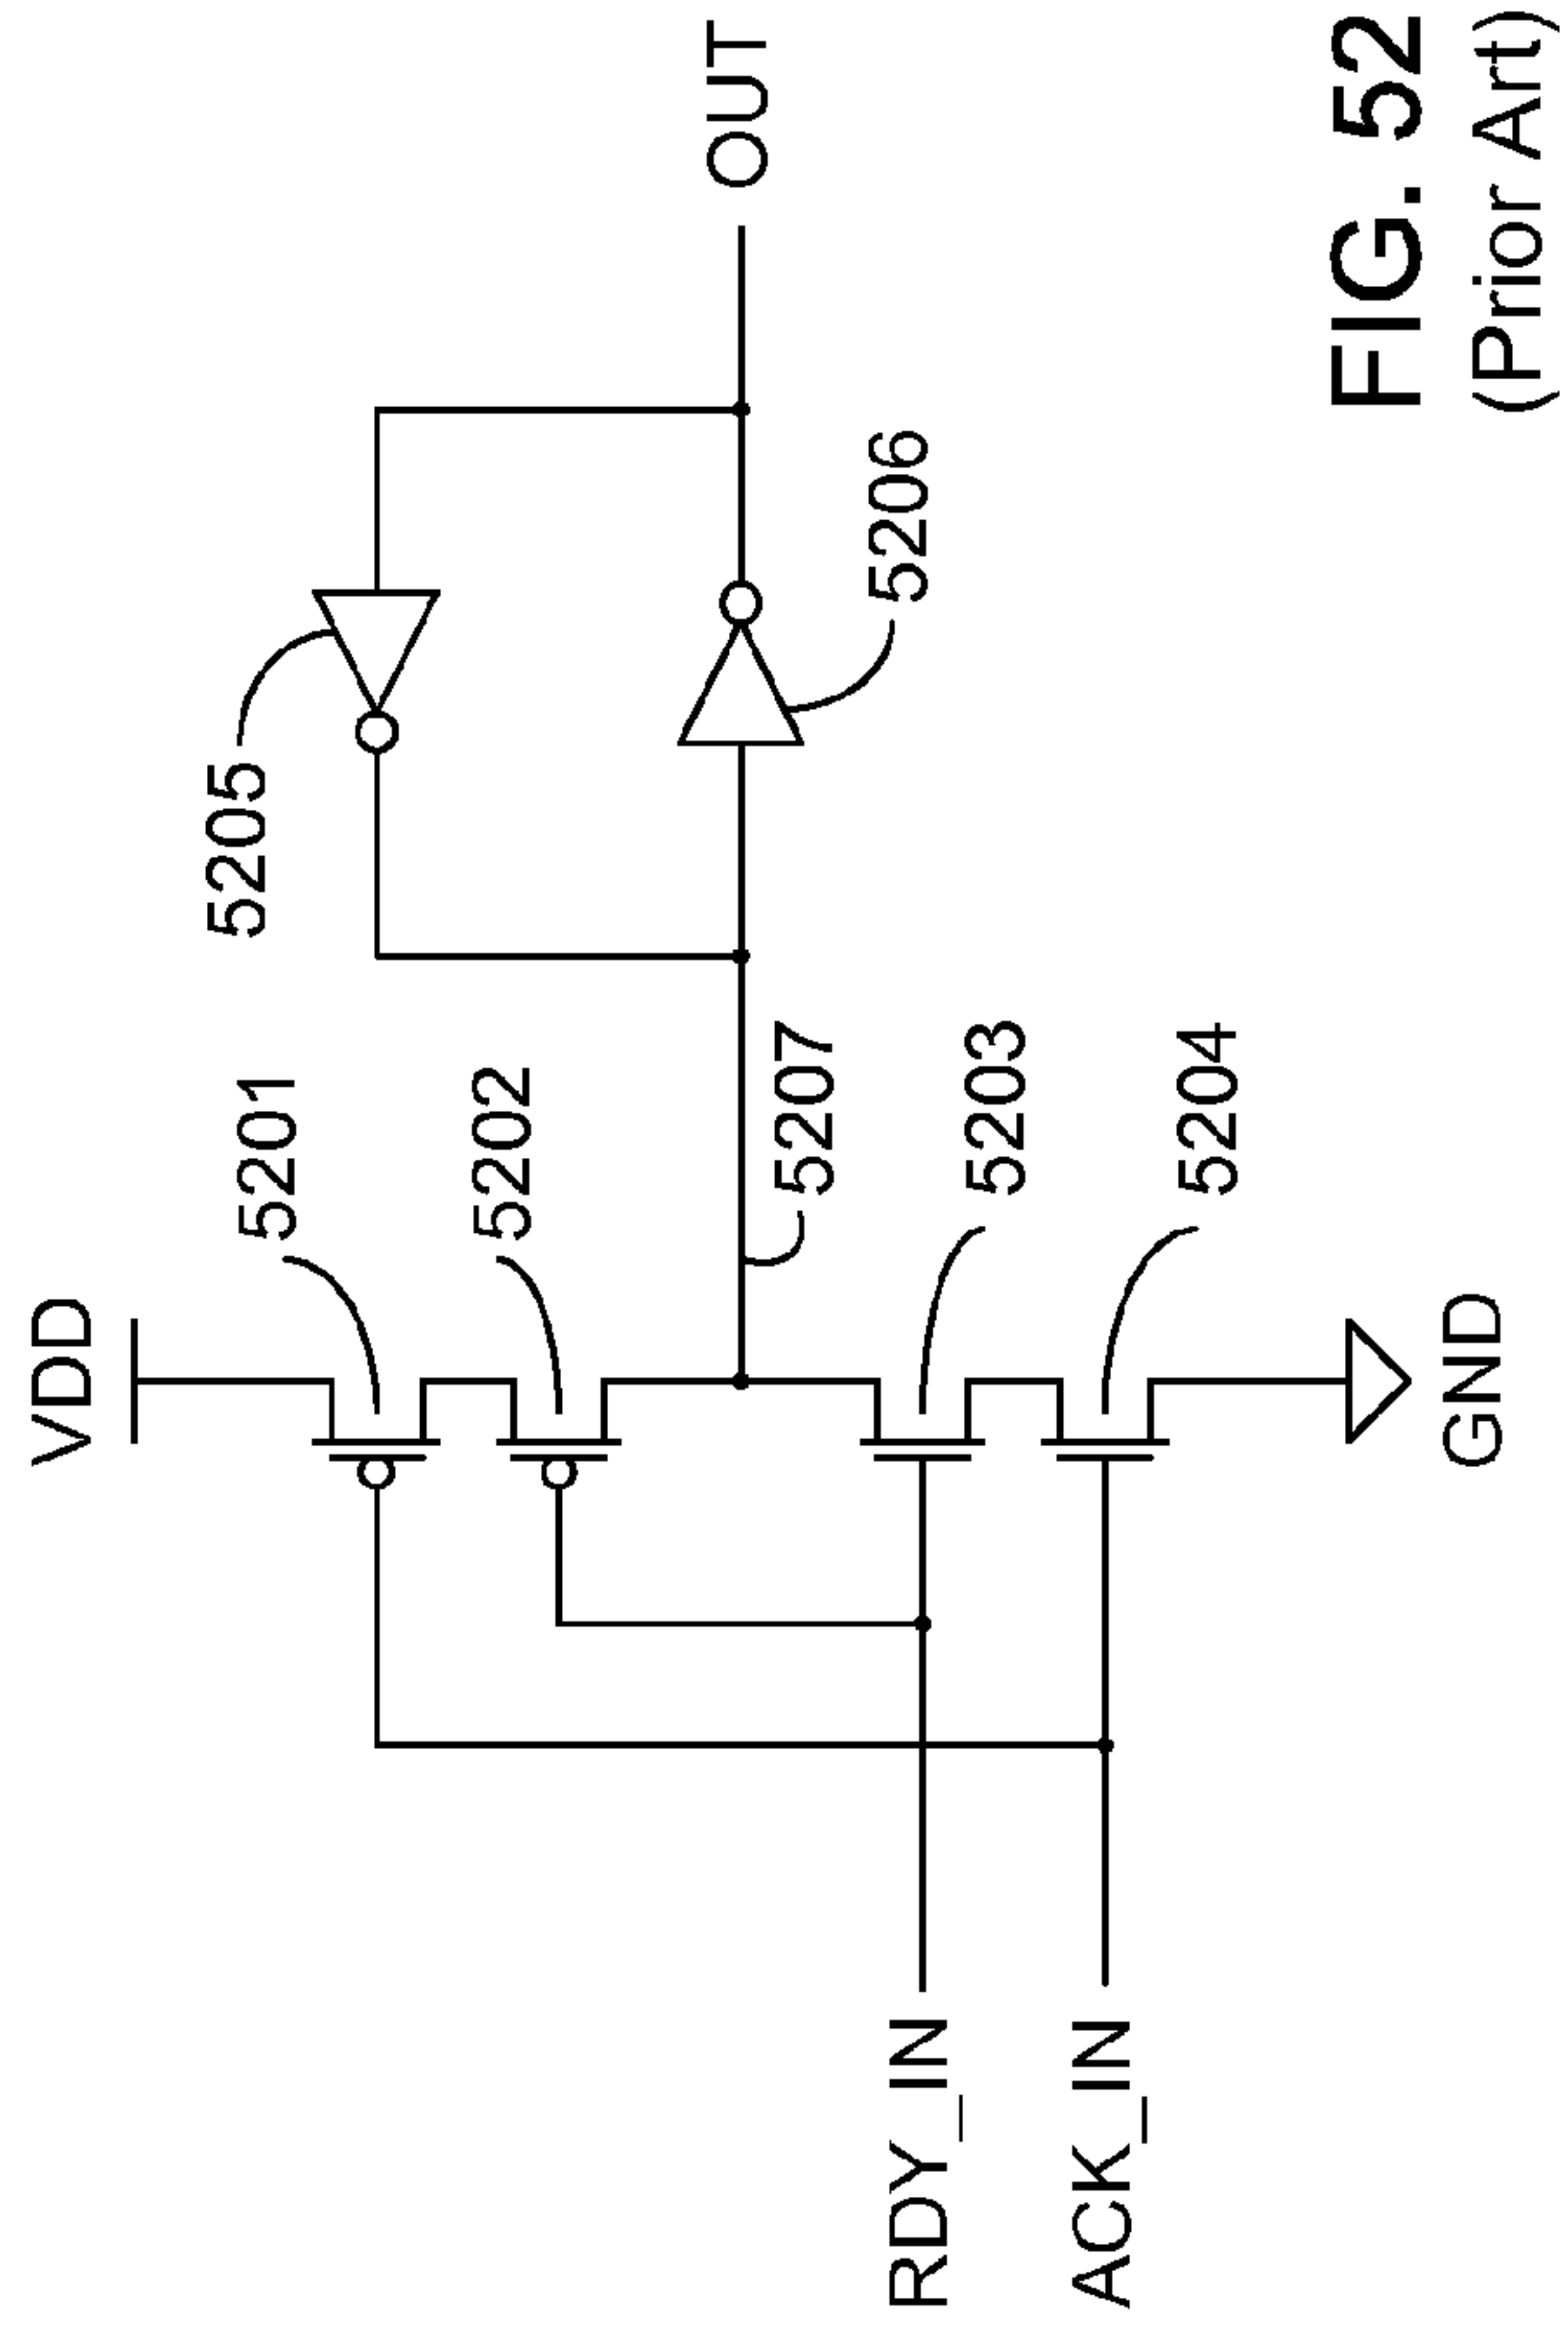 VDD
5201
5202
5207
5203
5204
GND
5205
5206
OUT
RDY_IN
ACK_IN
FIG. 52
(Prior Art)